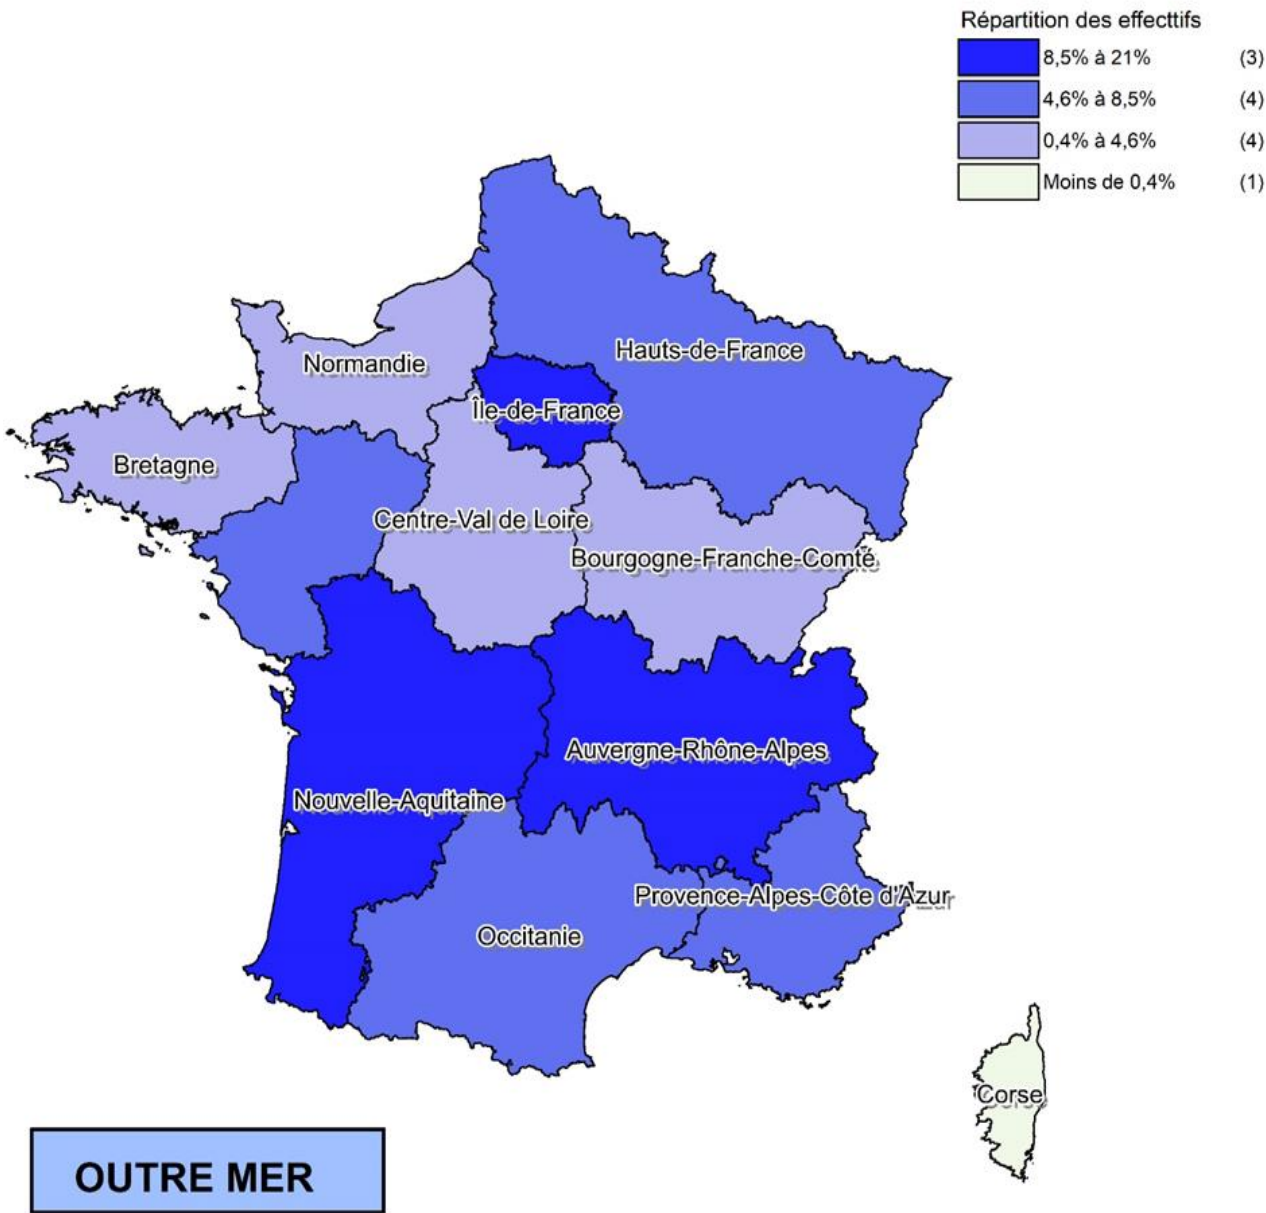 Répartition des effecttifs
8,5% à 21% (3)
4,6% à 8,5% (4)
0,4% à 4,6% (4)
Moins de 0,4% (1)
Hauts-de-France
Normandie
Île-de-France
Bretagne
Centre-Val de Loire
Bourgogne-Franche-Comté
Auvergne-Rhône-Alpes
Nouvelle-Aquitaine
Provence-Alpes-Côte d'Azur
Occitanie
Corse
OUTRE MER